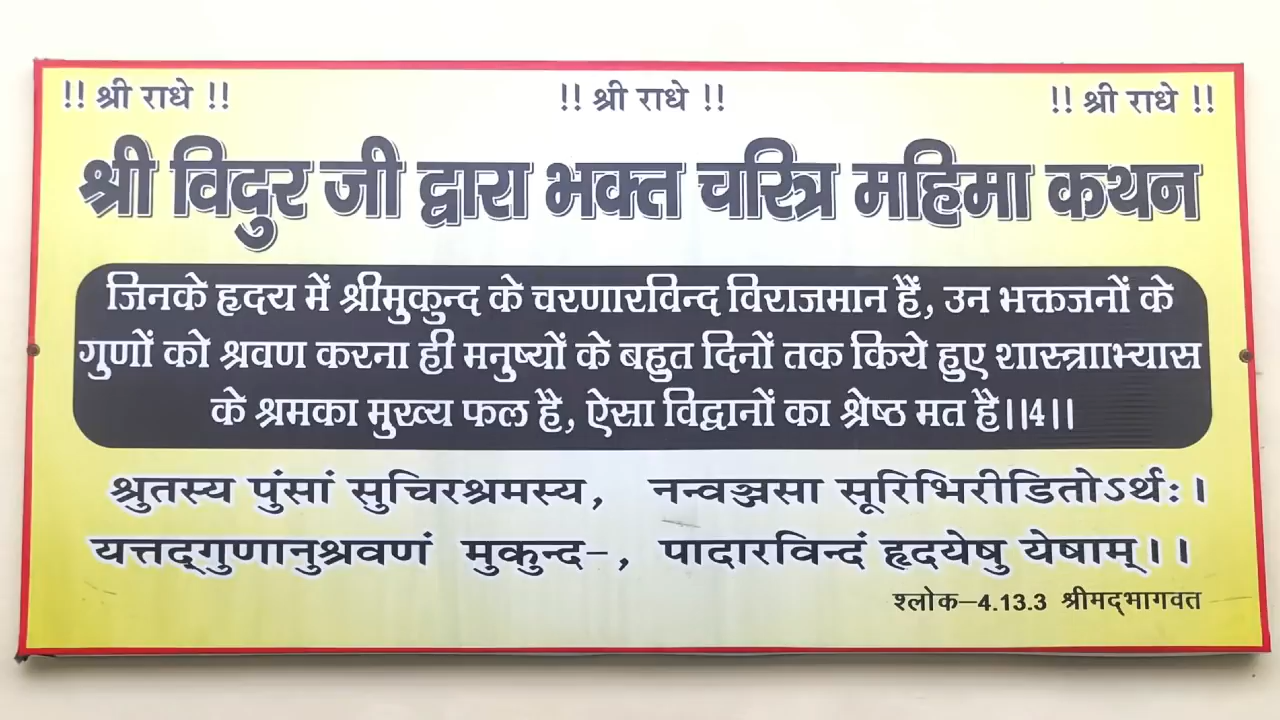 !! श्री राधे !! !! श्री राधे !! !! श्री राधे !!
श्री विदुर जी द्वारा भक्त चरित्र महिमा कथन
जिनके हृदय में श्रीमुकुन्द के चरणारविन्द विराजमान हैं, उन भक्तजनों के
गुणों को श्रवण करना ही मनुष्यों के बहुत दिनों तक किये हुए शास्त्रााभ्यास
के श्रमका मुख्य फल है, ऐसा विद्वानों का श्रेष्ठ मत है।।4।।
श्रुतस्य पुंसां सुचिरश्रमस्य, नन्वञ्जसा सूरिभिरीडितोऽर्थः।
यत्तद्गुणानुश्रवणं मुकुन्द-, पादारविन्दं हृदयेषु येषाम्।।
श्लोक-4.13.3 श्रीमद्भागवत